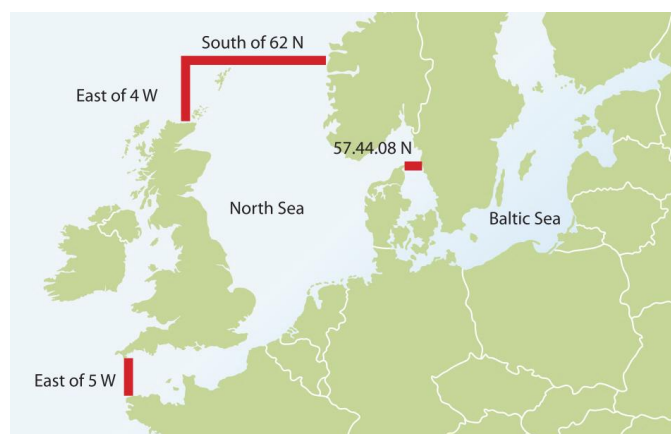 South of 62 N
East of 4 W
57.44.08 N
North Sea
Baltic Sea
East of 5 W